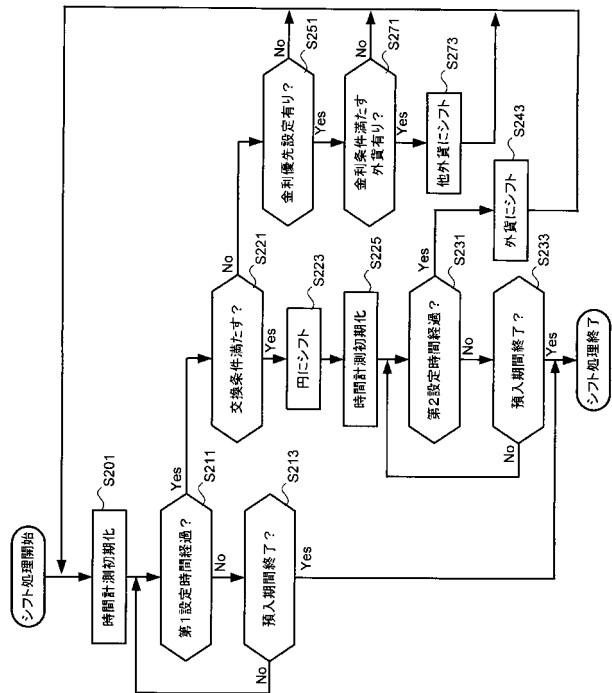 シフト処理開始
時間計測初期化
S201
第1設定時間経過?
S211
Yes
No
預入期間終了?
S213
No
Yes
交換条件満たす?
S221
No
Yes
円にシフト
S223
時間計測初期化
S225
第2設定時間経過?
S231
Yes
No
預入期間終了?
S233
No
Yes
シフト処理終了
外貨にシフト
S243
金利優先設定有り?
S251
No
Yes
金利条件満たす
外貨有り?
S271
No
Yes
他外貨にシフト
S273